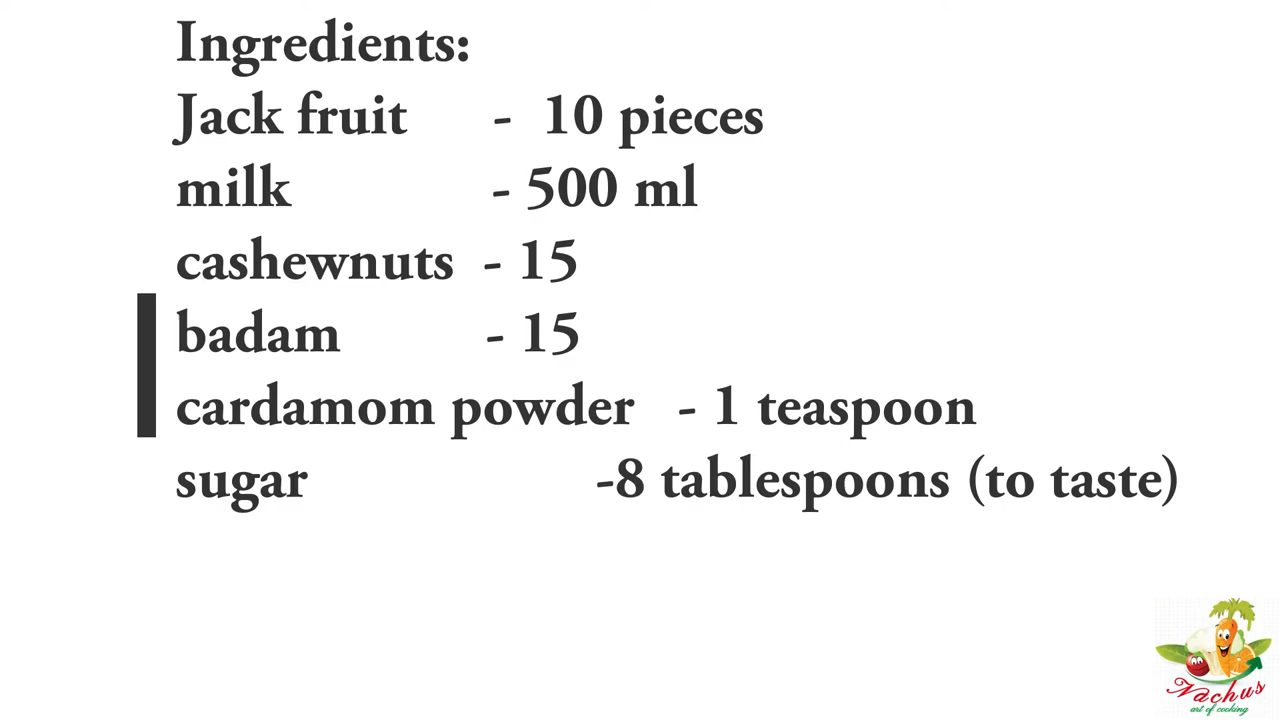 Ingredients:
Jack fruit - 10 pieces
milk - 500 ml
cashewnuts - 15
badam - 15
cardamom powder - 1 teaspoon
sugar -8 tablespoons (to taste)
Vachus
art of cooking